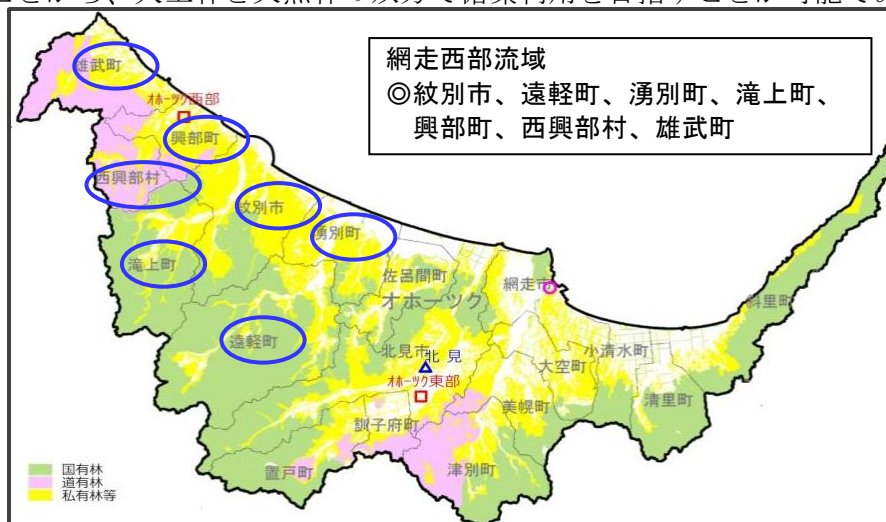 網走西部流域
◎紋別市、遠軽町、湧別町、滝上町、
興部町、西興部村、雄武町
雄武町
オホーツク西部
興部町
西興部村
紋別市
湧別町
滝上町
佐呂間町
網走市
オホーツク
斜里町
遠軽町
北見市
北見
小清水町
大空町
オホーツク東部
清里町
美幌町
訓子府町
置戸町
津別町
国有林
道有林
私有林等